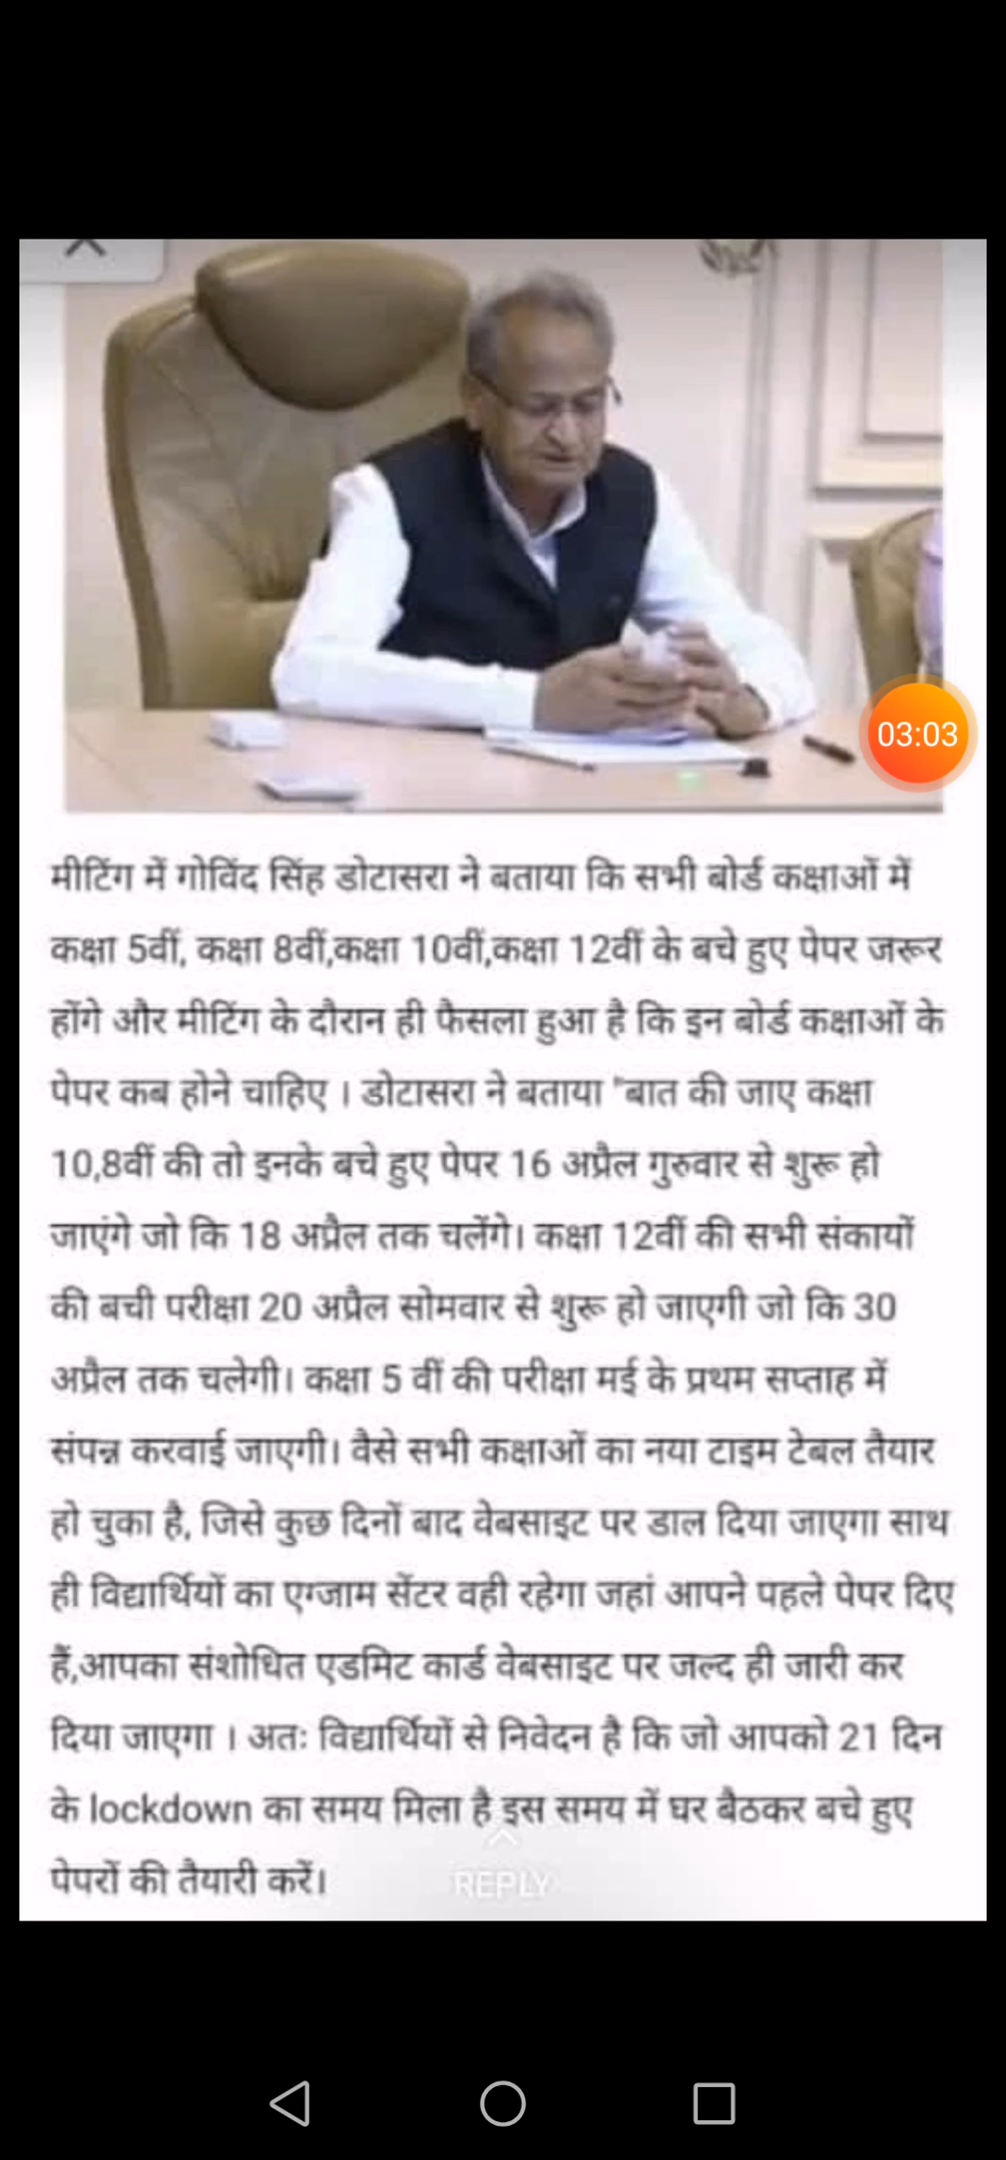 03:03
मीटिंग में गोविंद सिंह डोटासरा ने बताया कि सभी बोर्ड कक्षाओं में
कक्षा 5वीं, कक्षा 8वीं,कक्षा 10वीं,कक्षा 12वीं के बचे हुए पेपर जरूर
होंगे और मीटिंग के दौरान ही फैसला हुआ है कि इन बोर्ड कक्षाओं के
पेपर कब होने चाहिए । डोटासरा ने बताया "बात की जाए कक्षा
10,8वीं की तो इनके बचे हुए पेपर 16 अप्रैल गुरुवार से शुरू हो
जाएंगे जो कि 18 अप्रैल तक चलेंगे। कक्षा 12वीं की सभी संकायों
की बची परीक्षा 20 अप्रैल सोमवार से शुरू हो जाएगी जो कि 30
अप्रैल तक चलेगी। कक्षा 5 वीं की परीक्षा मई के प्रथम सप्ताह में
संपन्न करवाई जाएगी। वैसे सभी कक्षाओं का नया टाइम टेबल तैयार
हो चुका है, जिसे कुछ दिनों बाद वेबसाइट पर डाल दिया जाएगा साथ
ही विद्यार्थियों का एग्जाम सेंटर वही रहेगा जहां आपने पहले पेपर दिए
हैं,आपका संशोधित एडमिट कार्ड वेबसाइट पर जल्द ही जारी कर
दिया जाएगा । अतः विद्यार्थियों से निवेदन है कि जो आपको 21 दिन
के lockdown का समय मिला है इस समय में घर बैठकर बचे हुए
पेपरों की तैयारी करें।
REPLY